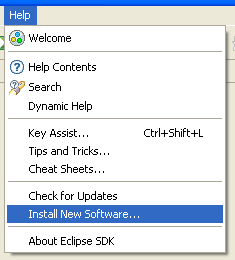 Help
Welcome
Help Contents
Search
Dynamic Help
Key Assist... Ctrl+Shift+L
Tips and Tricks...
Cheat Sheets...
Check for Updates
Install New Software...
About Eclipse SDK